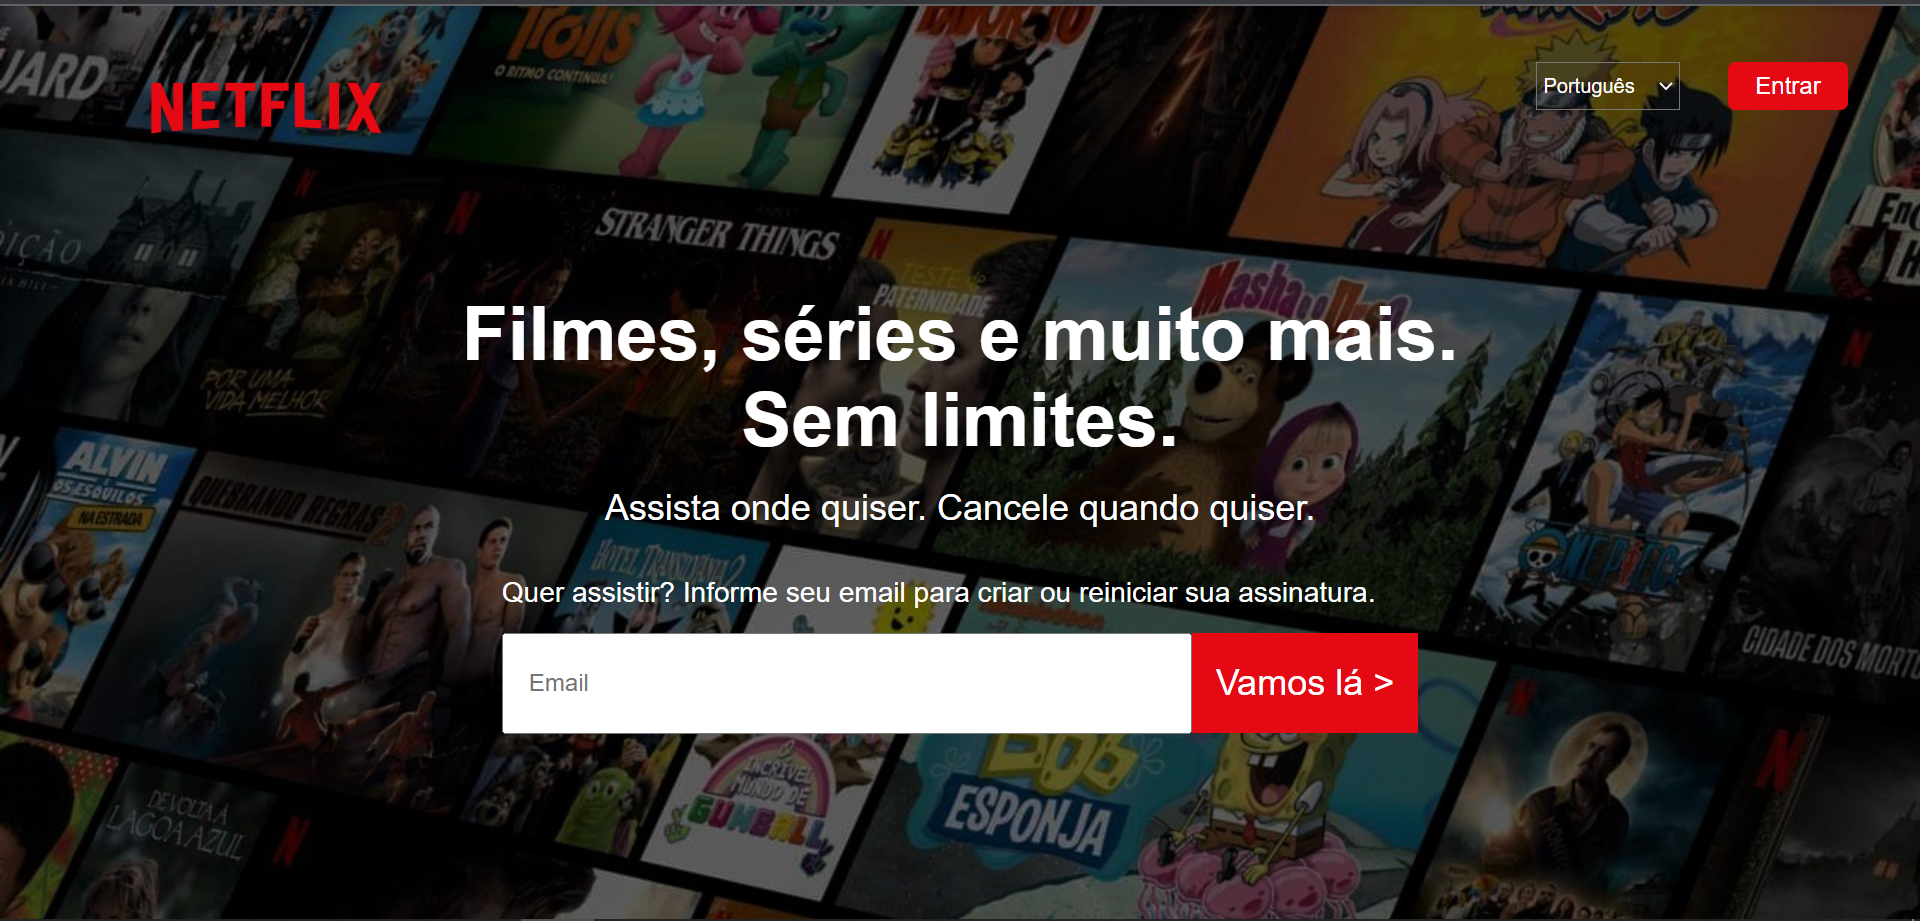 Trolls
O RITMO CONTINUA!
NETFLIX
Português
Entrar
STRANGER THINGS
TESTE de
PATERNIDADE
Masha e o Urso
Filmes, séries e muito mais.
Sem limites.
POR UMA
VIDA MELHOR
ALVIN
E
OS ESQUILOS
NA ESTRADA
QUEBRANDO REGRAS 2
Assista onde quiser. Cancele quando quiser.
HOTEL TRANSILVÂNIA 2
ONE PIECE
Quer assistir? Informe seu email para criar ou reiniciar sua assinatura.
nickelodeon
CIDADE DOS MORTO
Email
Vamos lá >
O
INCRÍVEL
MUNDO DE
GUMBALL
BOB
ESPONJA
DE VOLTA À
LAGOA AZUL